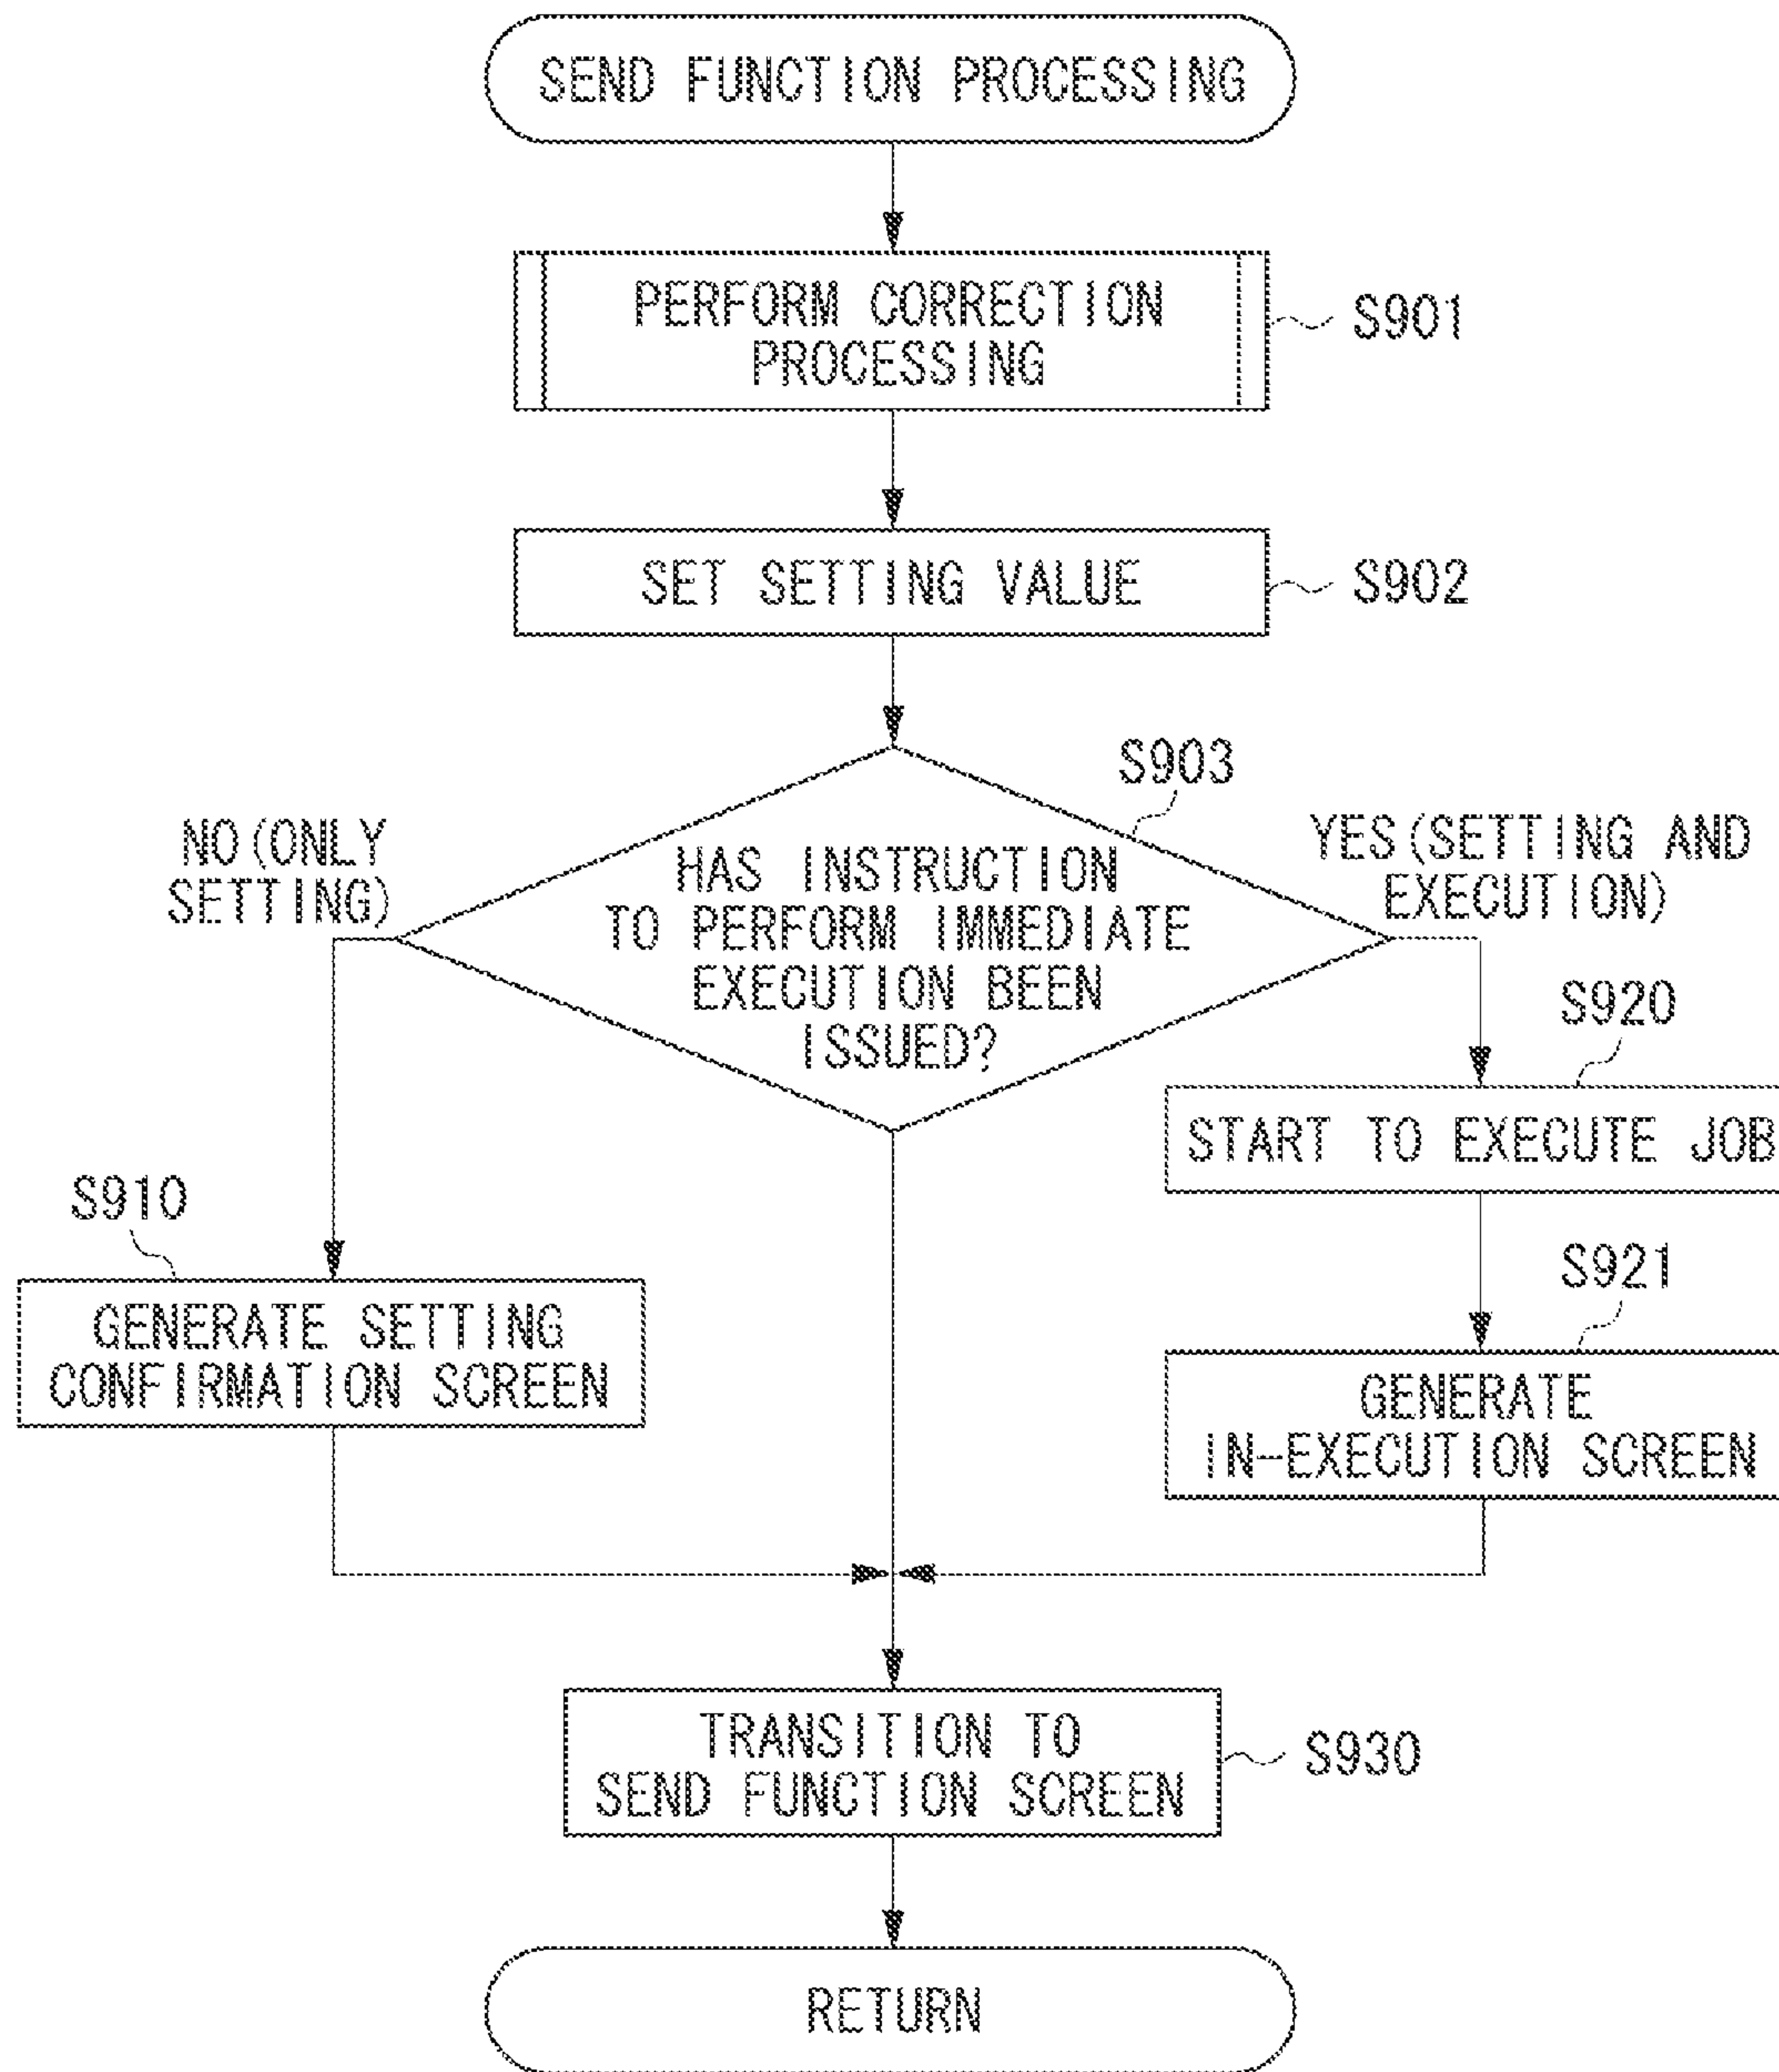 SEND FUNCTION PROCESSING
PERFORM CORRECTION
PROCESSING
S901
SET SETTING VALUE
S902
S903
NO(ONLY
SETTING)
HAS INSTRUCTION
TO PERFORM IMMEDIATE
EXECUTION BEEN
ISSUED?
YES(SETTING AND
EXECUTION)
S920
START TO EXECUTE JOB
S910
GENERATE SETTING
CONFIRMATION SCREEN
S921
GENERATE
IN-EXECUTION SCREEN
TRANSITION TO
SEND FUNCTION SCREEN
S930
RETURN